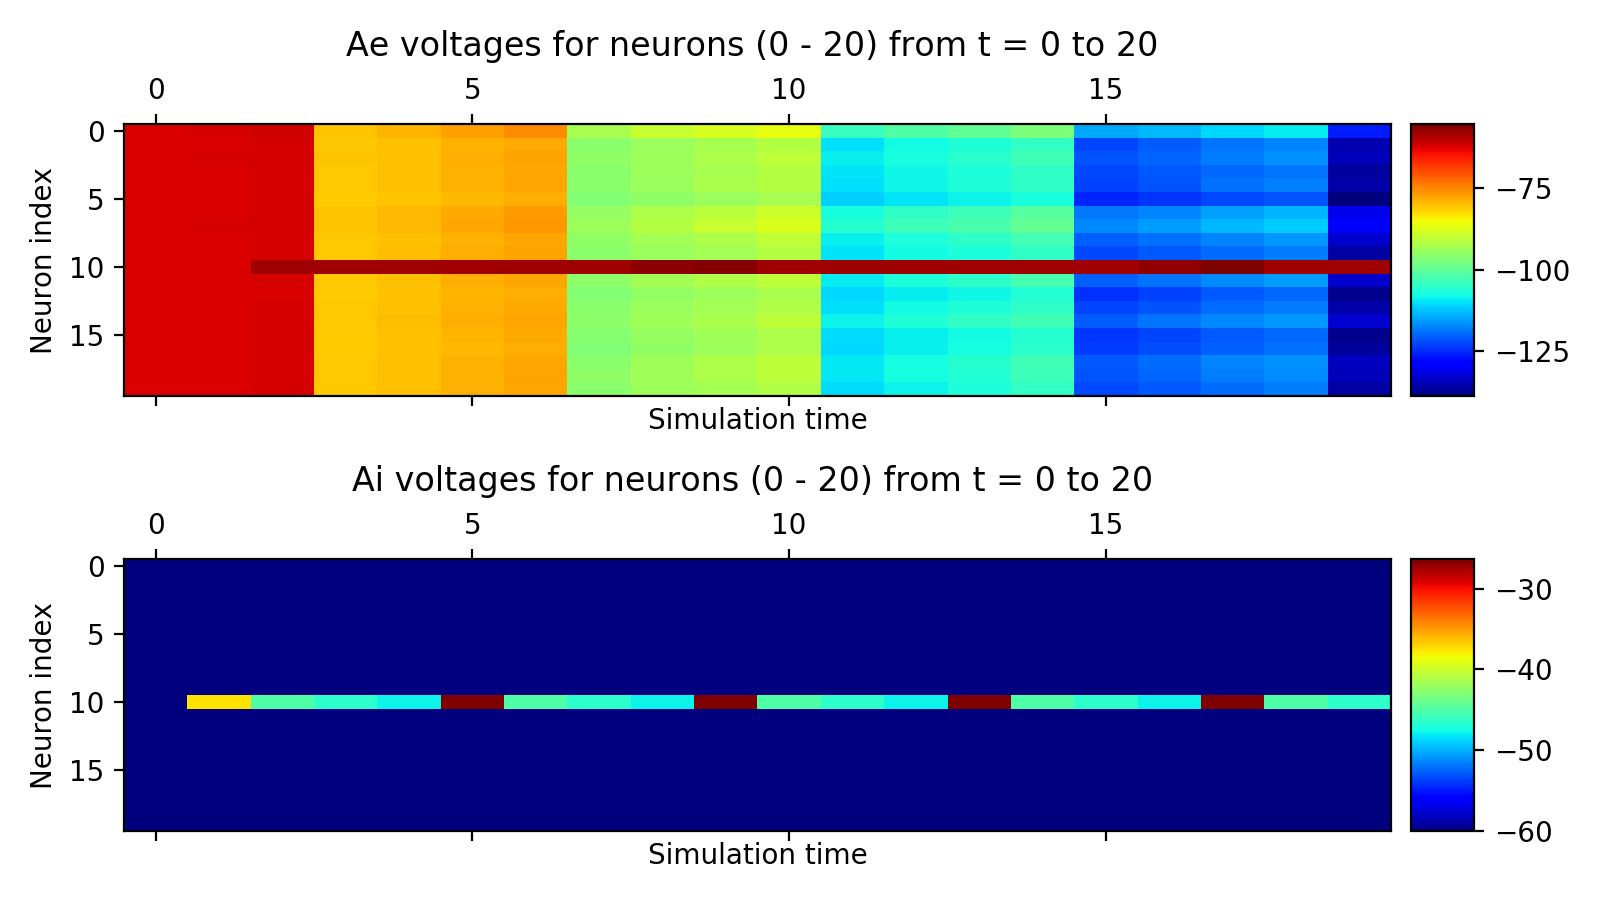 Ae voltages for neurons (0 - 20) from t = 0 to 20
0 5 10 15
Neuron index
0
5
10
15
−75
−100
−125
Simulation time
Ai voltages for neurons (0 - 20) from t = 0 to 20
0 5 10 15
Neuron index
0
5
10
15
−30
−40
−50
−60
Simulation time